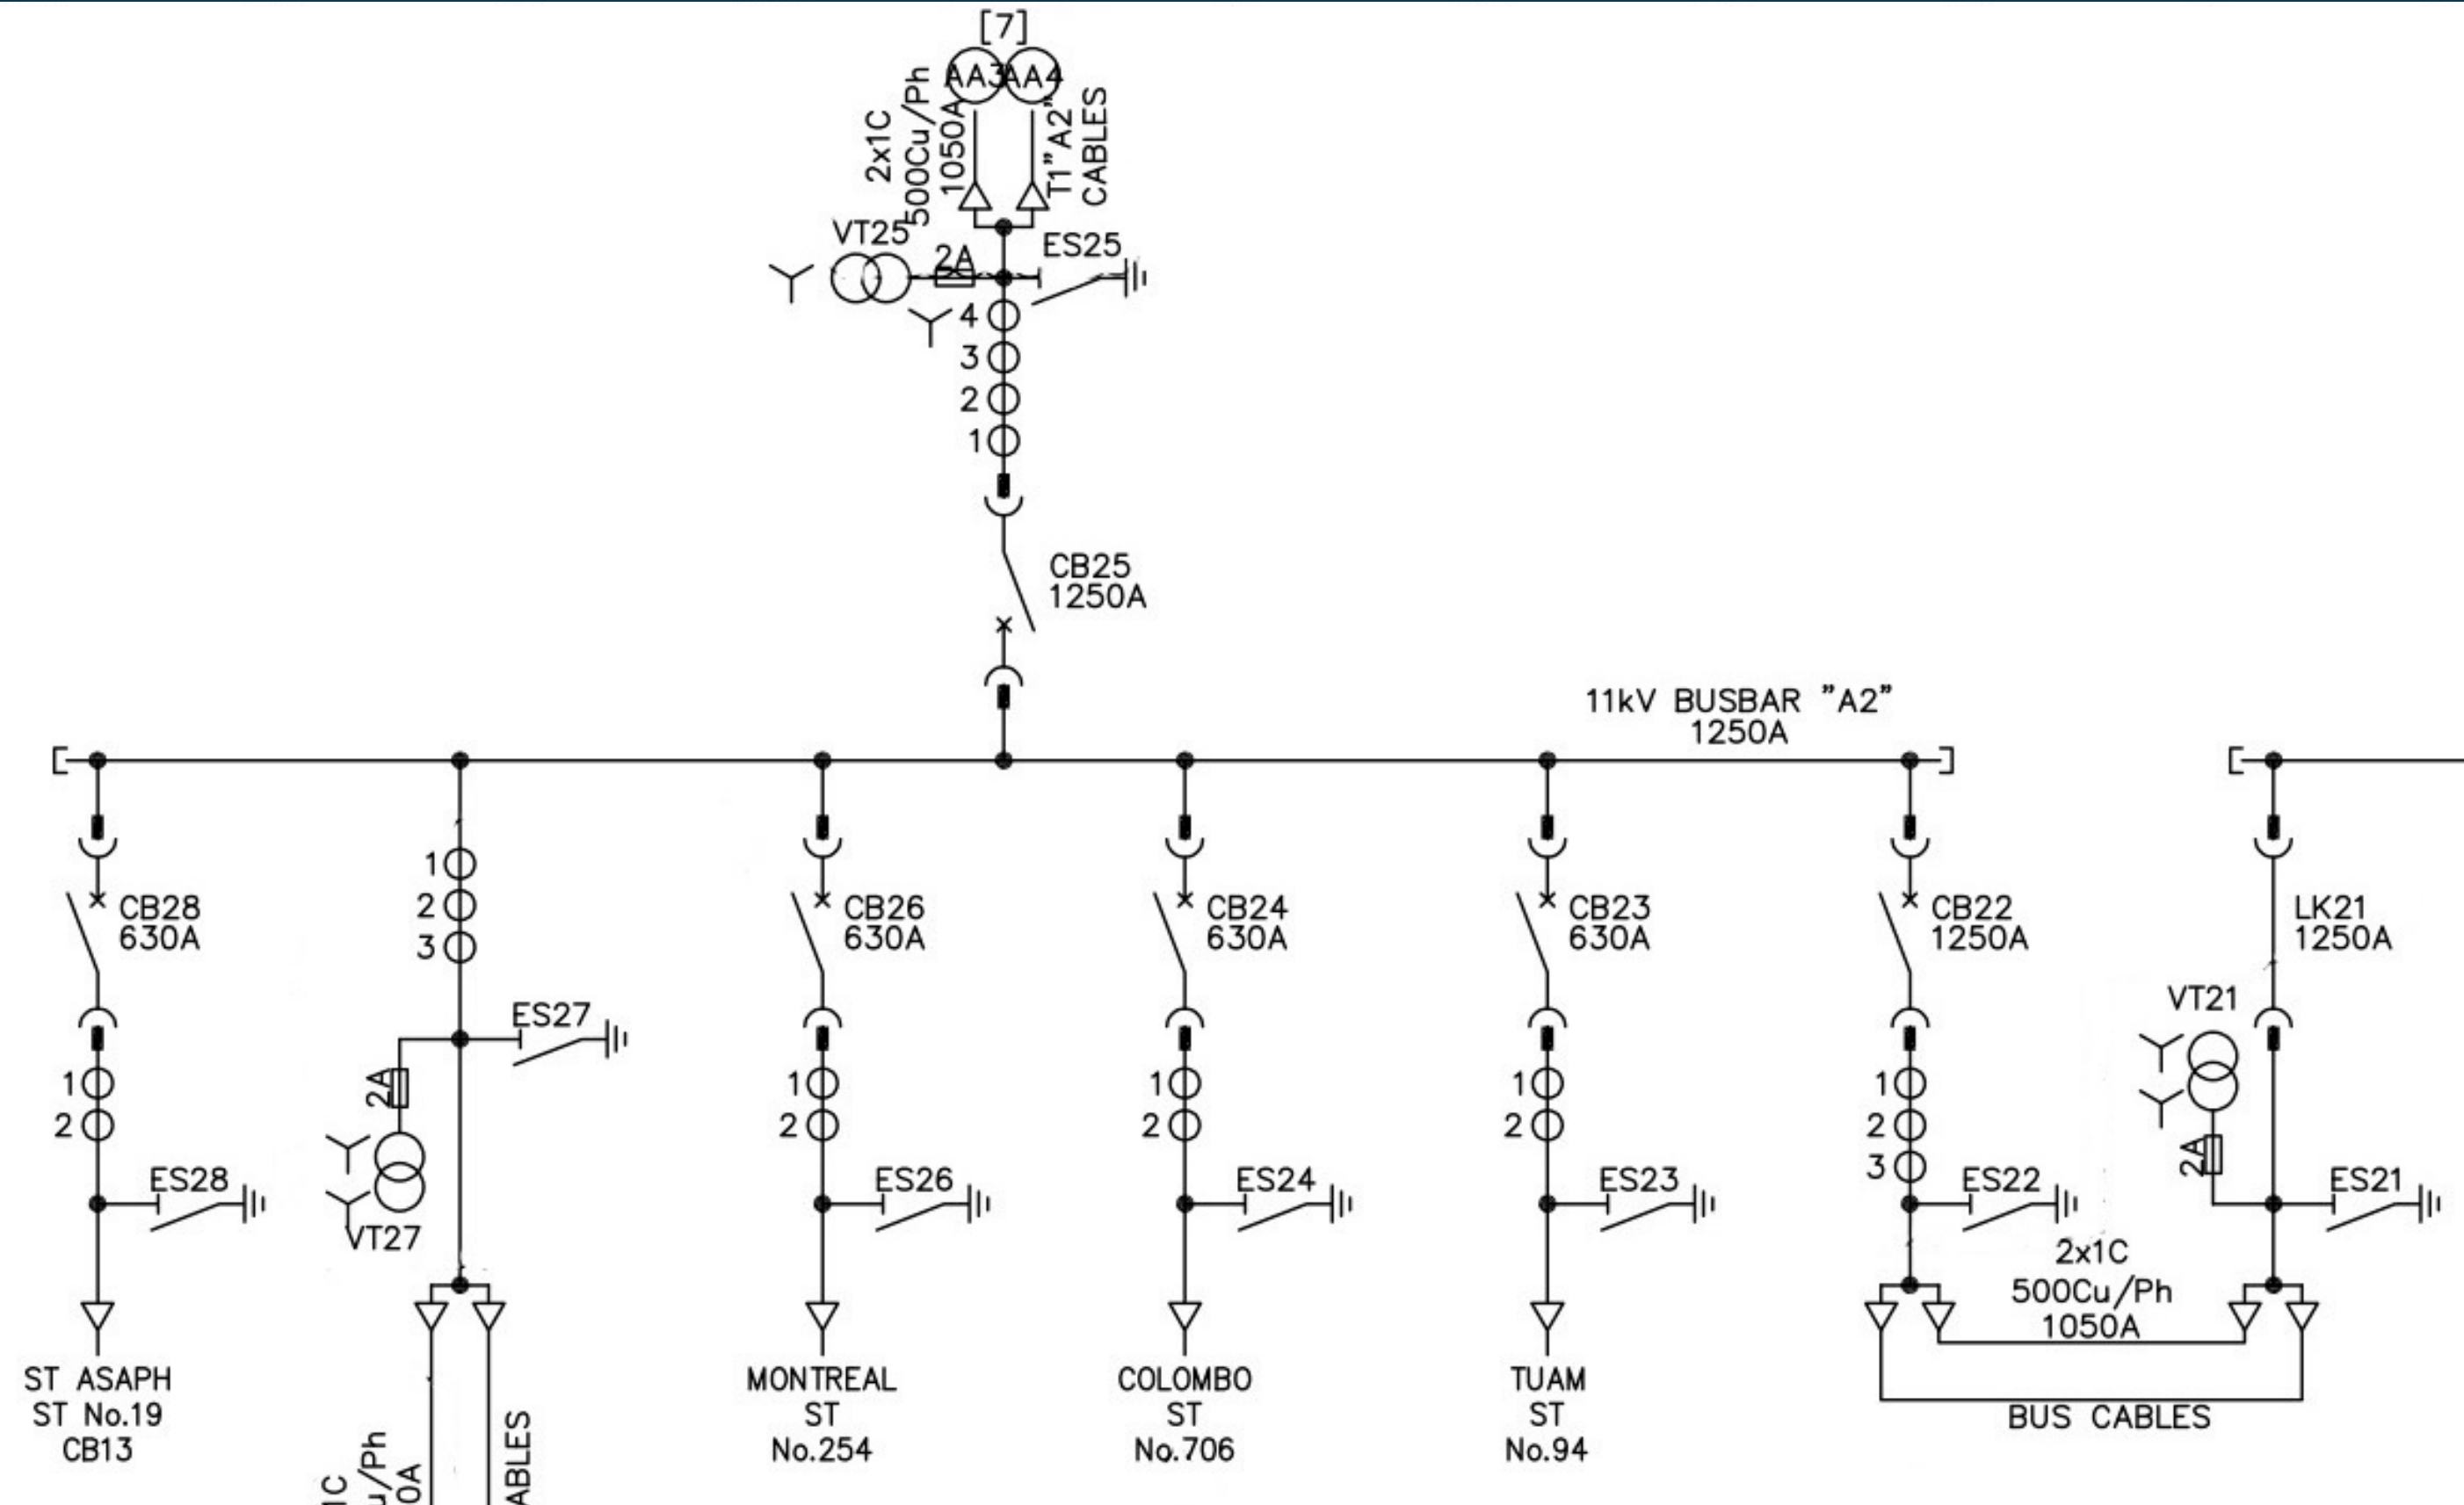 [7]
AA3
AA4
2x1C
500Cu/Ph
1050A
T1"A2"
CABLES
VT25
2A
ES25
4
3
2
1
CB25
1250A
11kV BUSBAR "A2"
1250A
CB28
630A
1
2
3
CB26
630A
CB24
630A
CB23
630A
CB22
1250A
LK21
1250A
VT21
2A
ES27
2A
VT27
1
2
ES28
1
2
ES26
1
2
ES24
1
2
ES23
1
2
3
ES22
ES21
2x1C
500Cu/Ph
1050A
ST ASAPH
ST No.19
CB13
MONTREAL
ST
No.254
COLOMBO
ST
No.706
TUAM
ST
No.94
BUS CABLES
1C
u/Ph
0A
ABLES